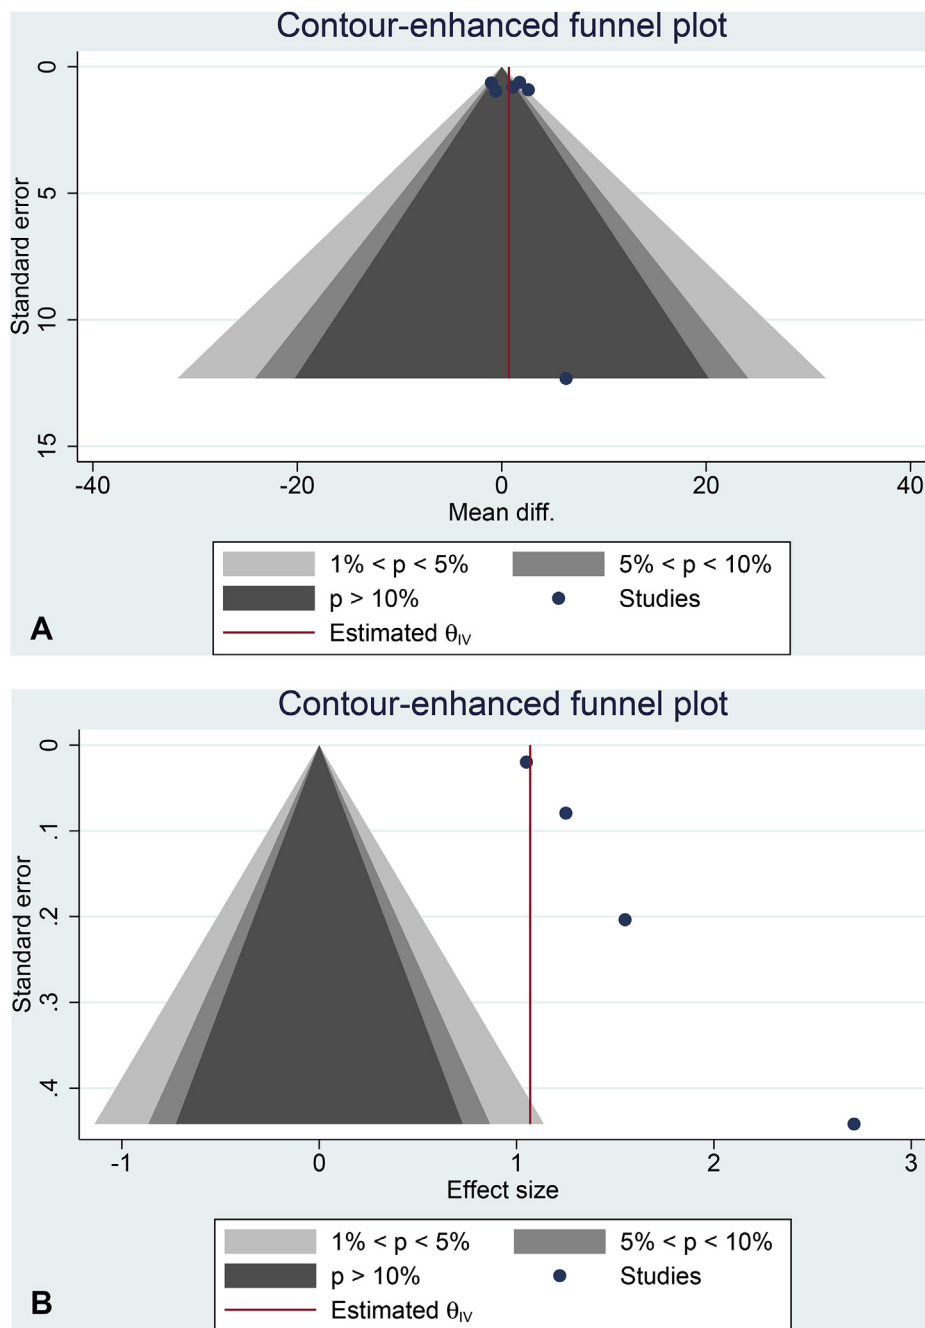 Contour-enhanced funnel plot
0
5
10
15
Standard error
-40 -20 0 20 40
Mean diff.
1% < p < 5% 5% < p < 10%
p > 10% Studies
Estimated θIV
A
Contour-enhanced funnel plot
0
.1
.2
.3
.4
Standard error
-1 0 1 2 3
Effect size
1% < p < 5% 5% < p < 10%
p > 10% Studies
Estimated θIV
B